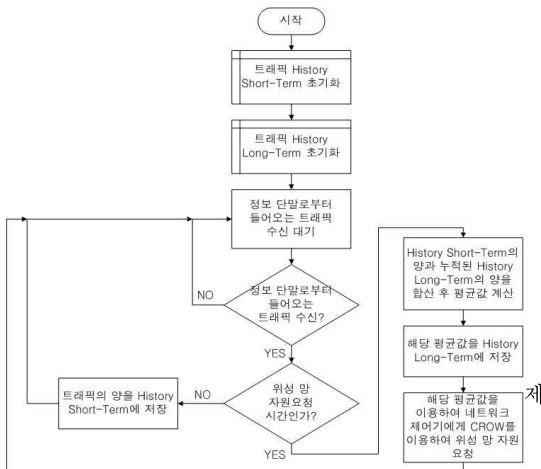 시작
트래픽 History
Short-Term 초기화
트래픽 History
Long-Term 초기화
정보 단말로부터
들어오는 트래픽
수신 대기
정보 단말로부터
들어오는
트래픽 수신?
NO
YES
위성 망
자원요청
시간인가?
NO
YES
트래픽의 양을 History
Short-Term에 저장
History Short-Term의
양과 누적된 History
Long-Term의 양을
합산 후 평균값 계산
해당 평균값을 History
Long-Term에 저장
해당 평균값을
이용하여 네트워크
제어기에게 CROW를
이용하여 위성 망 자원
요청
제